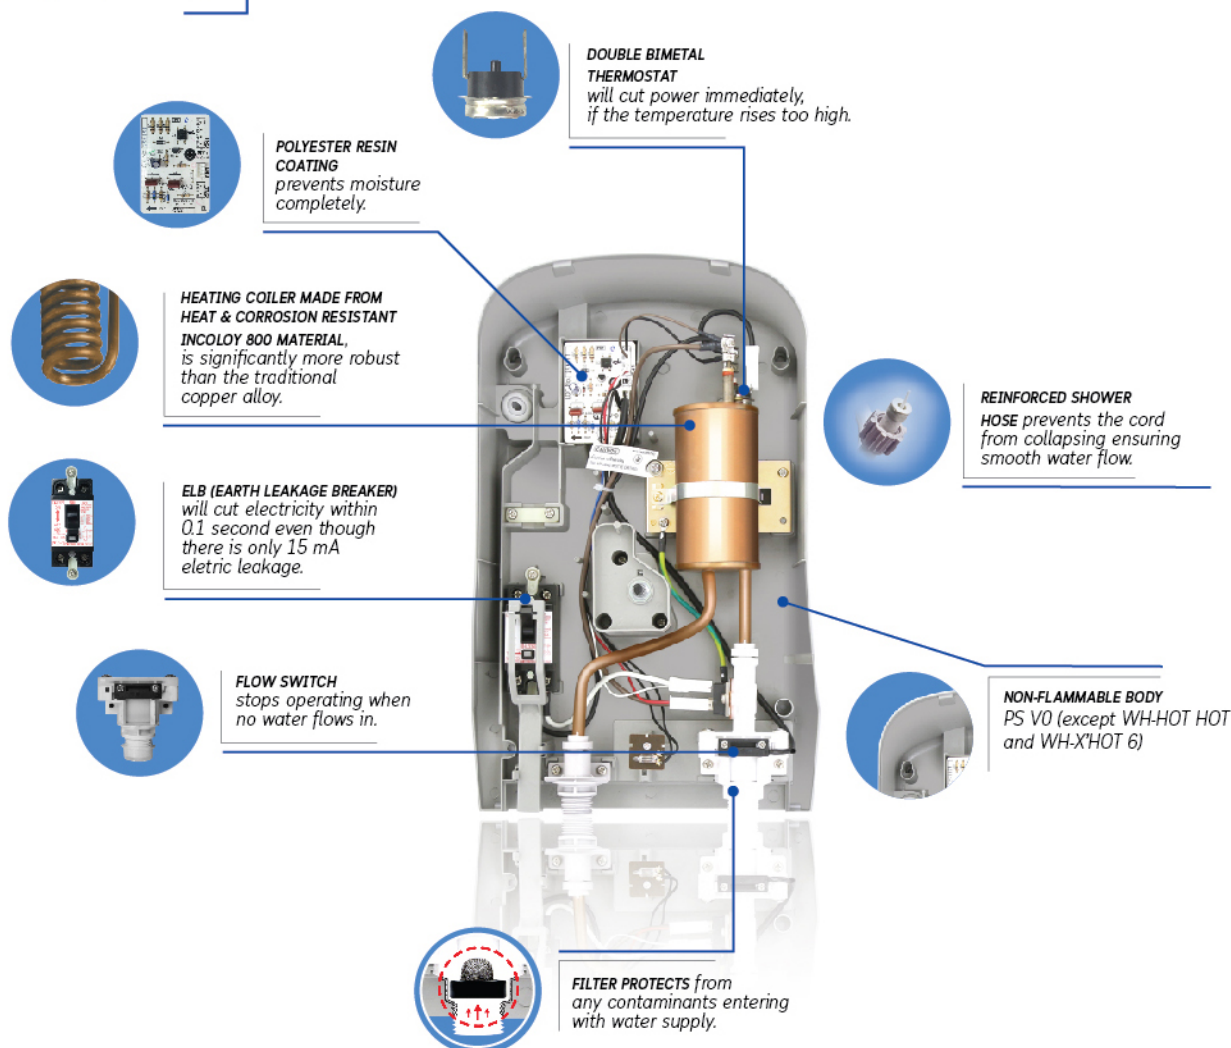 DOUBLE BIMETAL
THERMOSTAT
will cut power immediately,
if the temperature rises too high.
POLYESTER RESIN
COATING
prevents moisture
completely.
HEATING COILER MADE FROM
HEAT & CORROSION RESISTANT
INCOLOY 800 MATERIAL,
is significantly more robust
than the traditional
copper alloy.
REINFORCED SHOWER
HOSE prevents the cord
from collapsing ensuring
smooth water flow.
ELB (EARTH LEAKAGE BREAKER)
will cut electricity within
0.1 second even though
there is only 15 mA
eletric leakage.
FLOW SWITCH
stops operating when
no water flows in.
NON-FLAMMABLE BODY
PS V0 (except WH-HOT HOT
and WH-X'HOT 6)
FILTER PROTECTS from
any contaminants entering
with water supply.